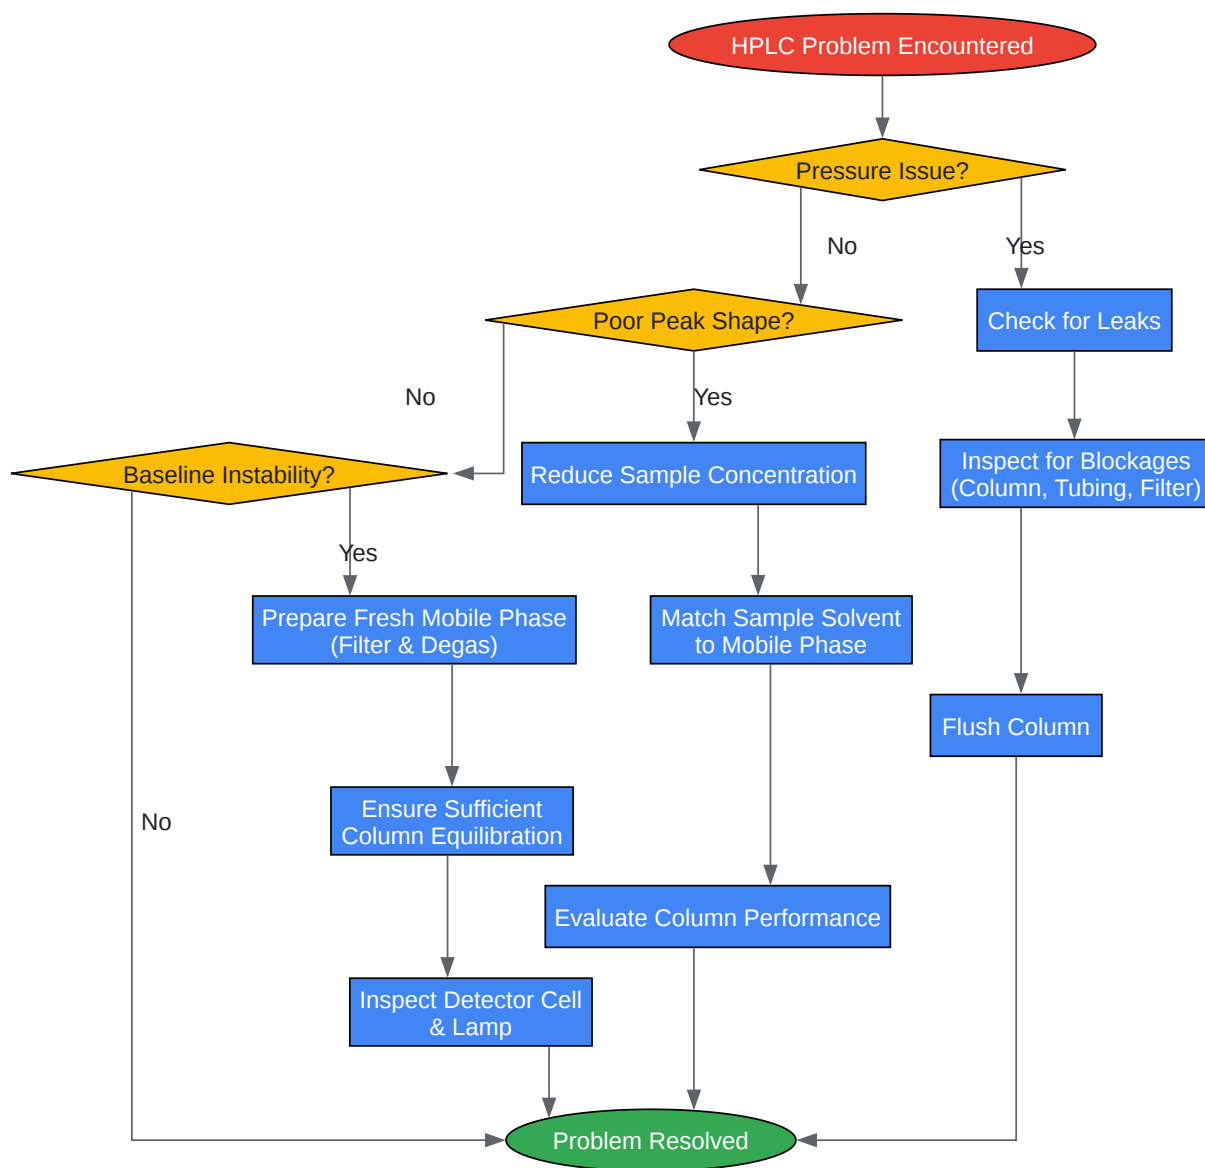 HPLC Problem Encountered
Pressure Issue?
No
Yes
Poor Peak Shape?
Check for Leaks
No
Yes
Baseline Instability?
Reduce Sample Concentration
Inspect for Blockages
(Column, Tubing, Filter)
Yes
Prepare Fresh Mobile Phase
(Filter & Degas)
Match Sample Solvent
to Mobile Phase
Flush Column
No
Ensure Sufficient
Column Equilibration
Evaluate Column Performance
Inspect Detector Cell
& Lamp
Problem Resolved